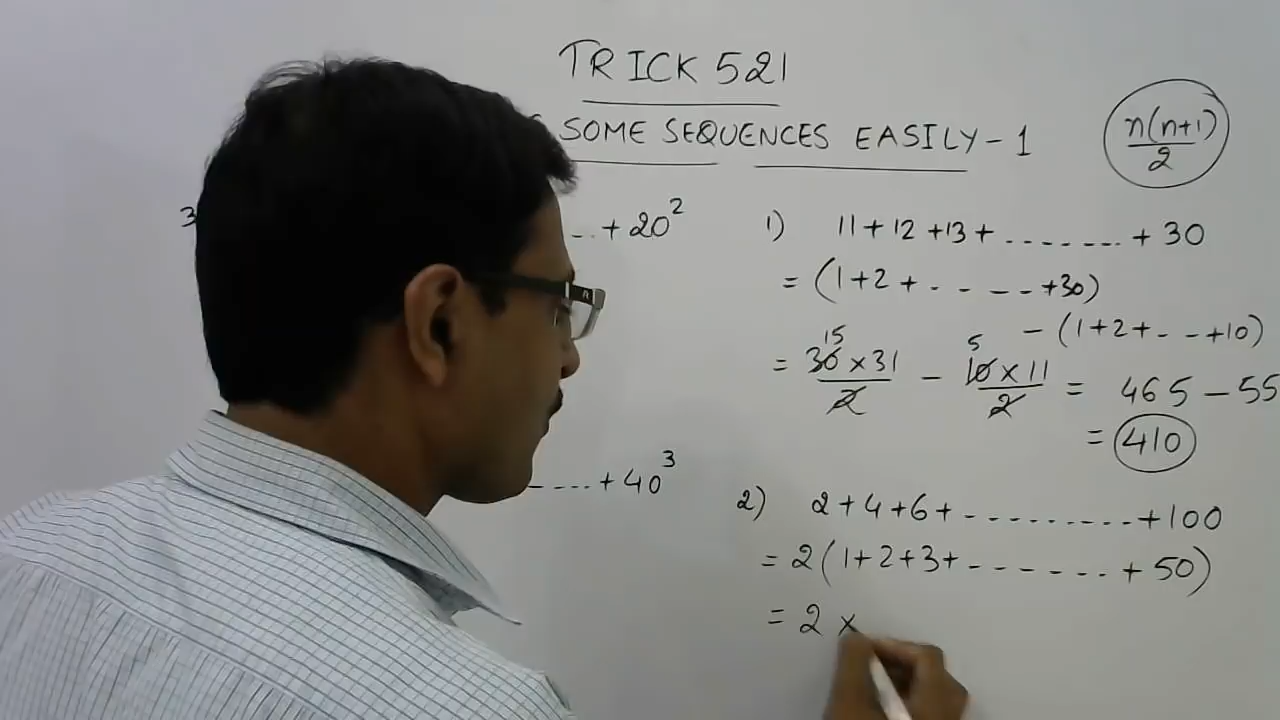 TRICK 521
SOME SEQUENCES EASILY - 1
n(n+1)
2
3
... + 20²
1) 11 + 12 + 13 + ....... + 30
= (1 + 2 + - - - - +30)
- (1 + 2 + - - +10)
15 5
= 30 × 31 / 2 - 10 × 11 / 2 = 465 - 55
= 410
---- + 40³
2) 2 + 4 + 6 + --------- + 100
= 2(1 + 2 + 3 + ------ + 50)
= 2 ×